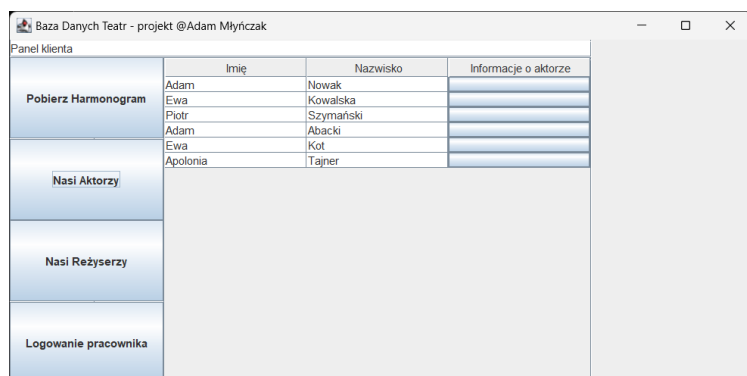 Baza Danych Teatr - projekt @Adam Młyńczak
Panel klienta
Pobierz Harmonogram
Nasi Aktorzy
Nasi Reżyserzy
Logowanie pracownika
Imię Nazwisko Informacje o aktorze
Adam Nowak
Ewa Kowalska
Piotr Szymański
Adam Abacki
Ewa Kot
Apolonia Tajner